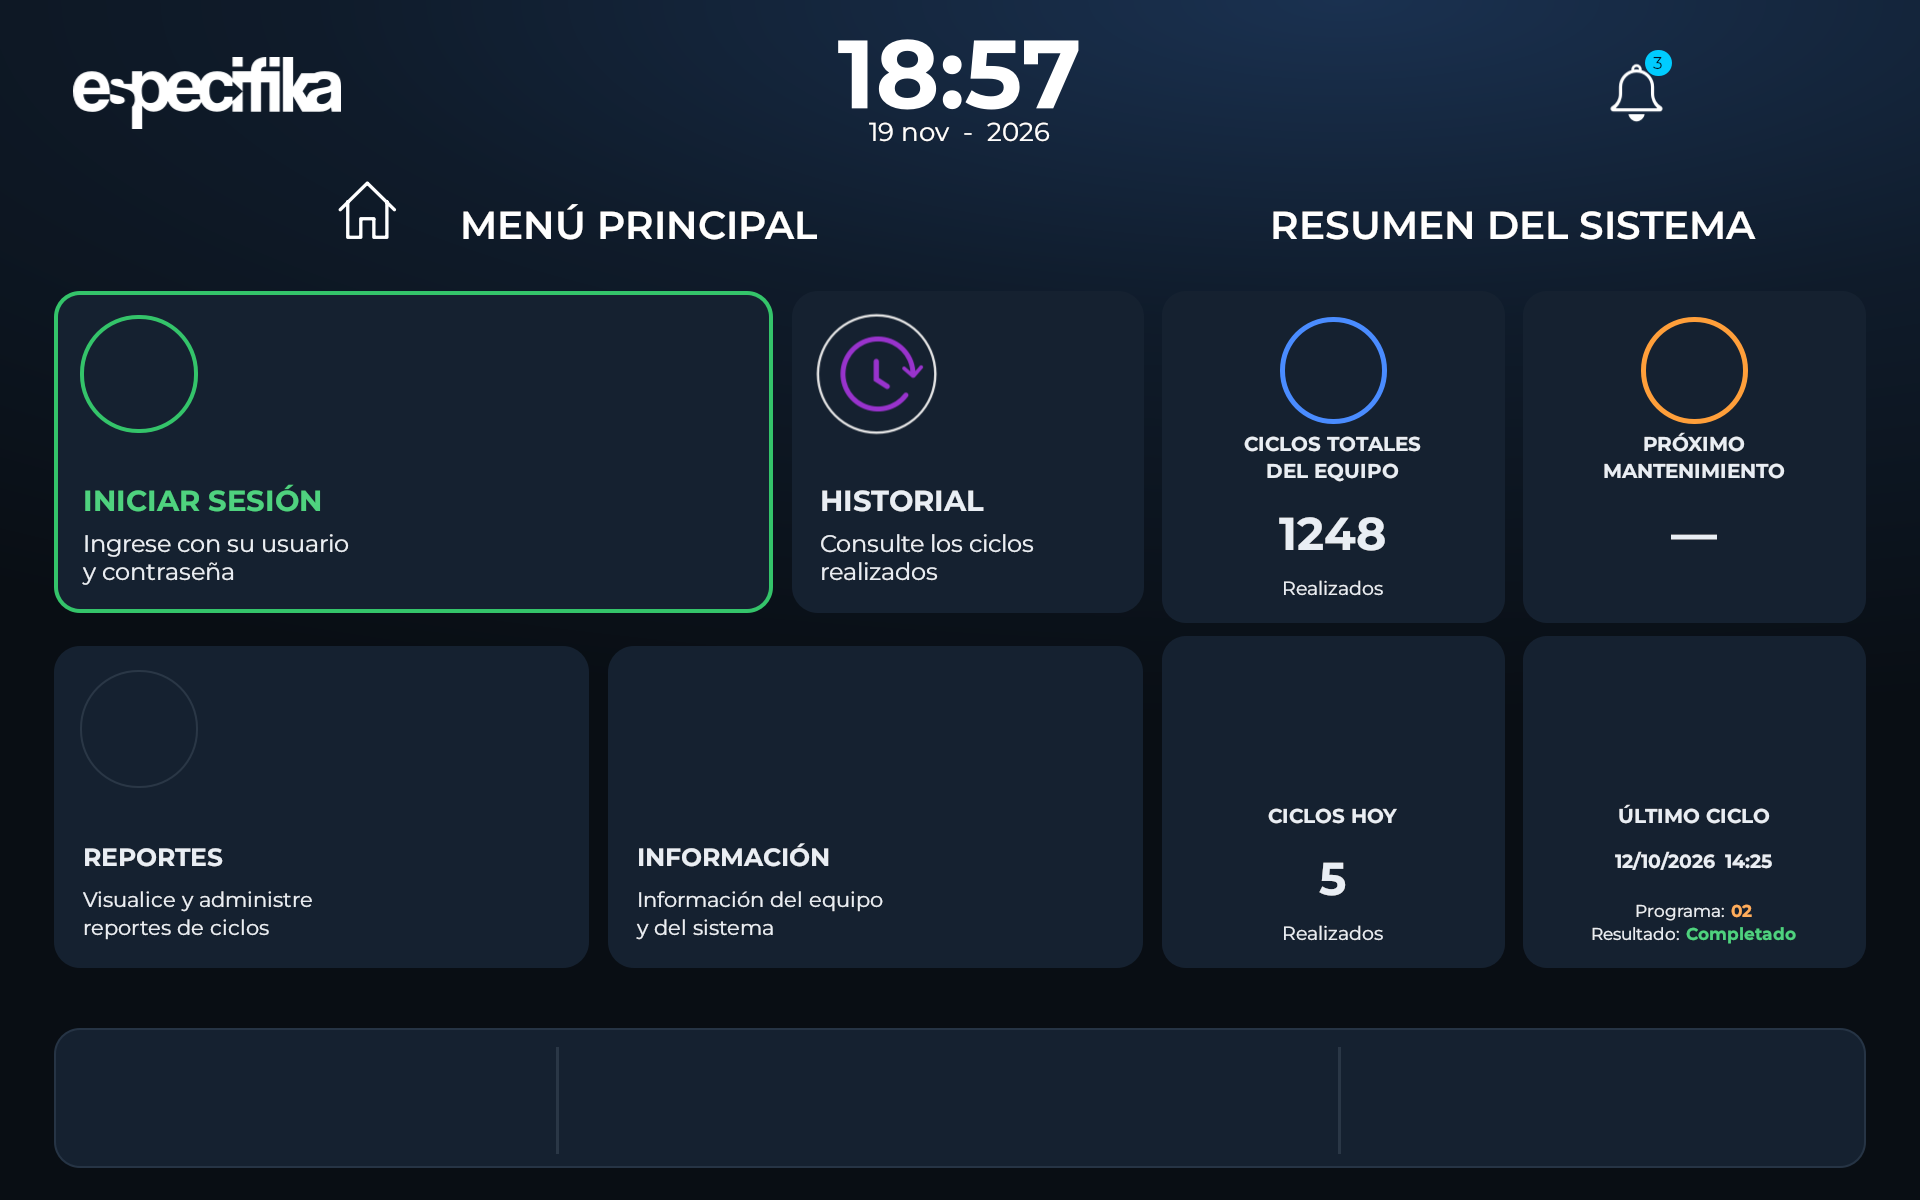 especifika
18:57
19 nov - 2026
3
MENÚ PRINCIPAL
RESUMEN DEL SISTEMA
INICIAR SESIÓN
Ingrese con su usuario
y contraseña
HISTORIAL
Consulte los ciclos
realizados
CICLOS TOTALES
DEL EQUIPO
1248
Realizados
PRÓXIMO
MANTENIMIENTO
—
REPORTES
Visualice y administre
reportes de ciclos
INFORMACIÓN
Información del equipo
y del sistema
CICLOS HOY
5
Realizados
ÚLTIMO CICLO
12/10/2026 14:25
Programa: 02
Resultado: Completado